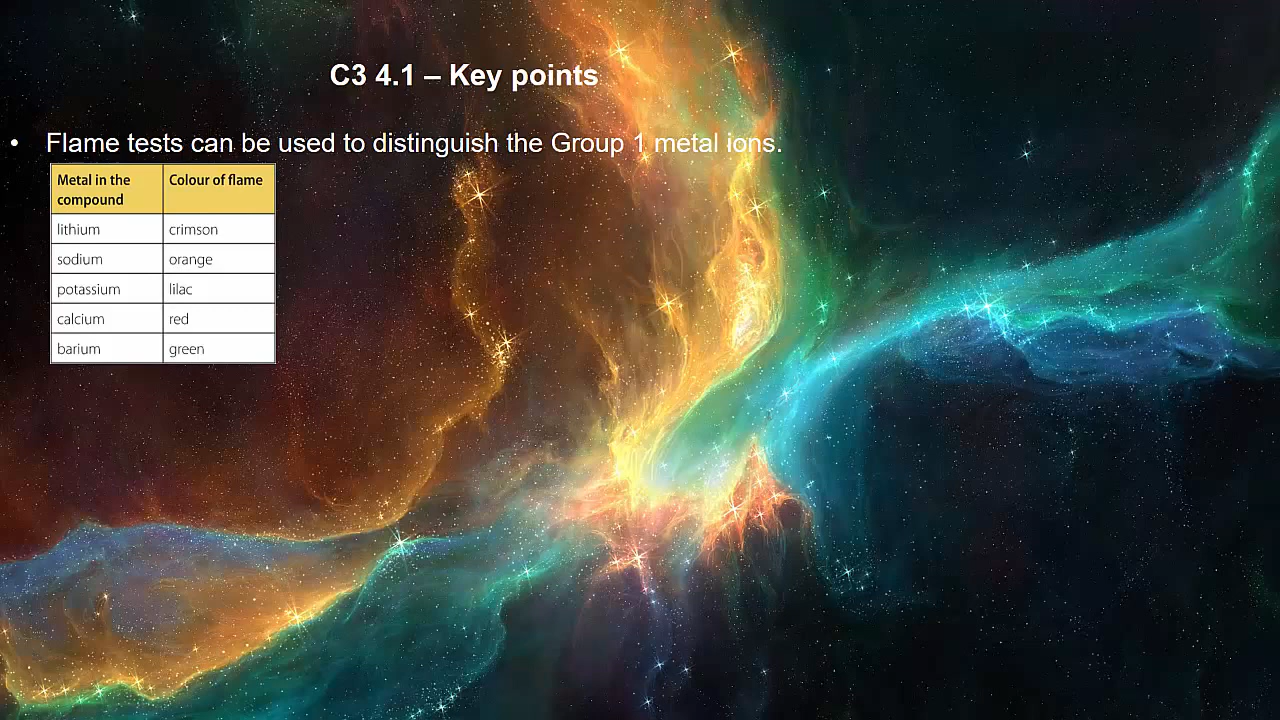 C3 4.1 – Key points
• Flame tests can be used to distinguish the Group 1 metal ions.
Metal in the compound Colour of flame
lithium crimson
sodium orange
potassium lilac
calcium red
barium green